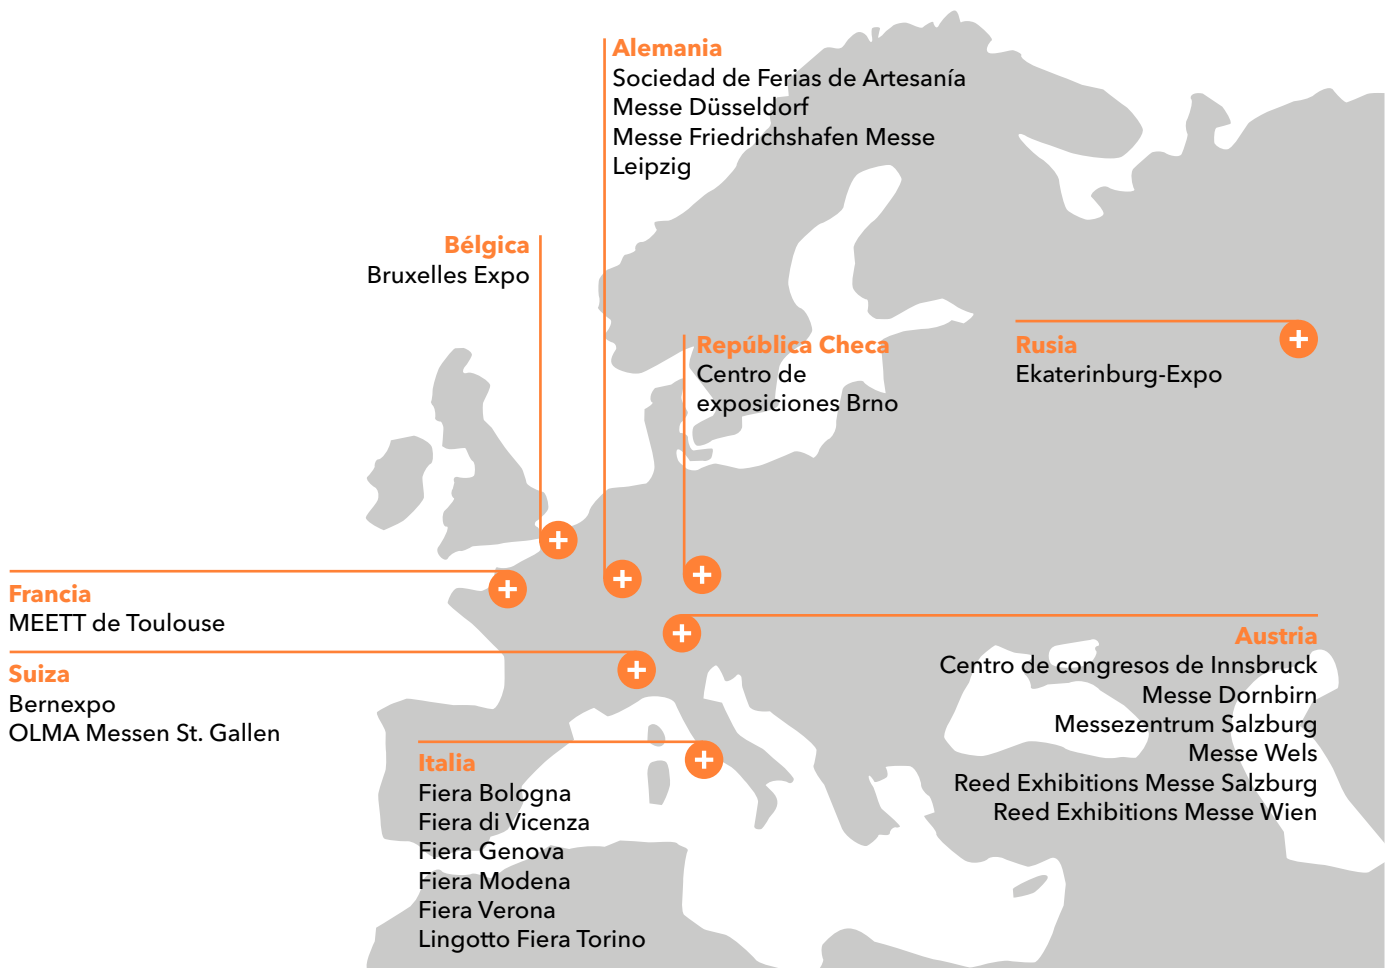 Alemania
Sociedad de Ferias de Artesanía
Messe Düsseldorf
Messe Friedrichshafen Messe
Leipzig
Bélgica
Bruxelles Expo
República Checa
Centro de
exposiciones Brno
Rusia
Ekaterinburg-Expo
Francia
MEETT de Toulouse
Suiza
Bernexpo
OLMA Messen St. Gallen
Austria
Centro de congresos de Innsbruck
Messe Dornbirn
Messezentrum Salzburg
Messe Wels
Reed Exhibitions Messe Salzburg
Reed Exhibitions Messe Wien
Italia
Fiera Bologna
Fiera di Vicenza
Fiera Genova
Fiera Modena
Fiera Verona
Lingotto Fiera Torino